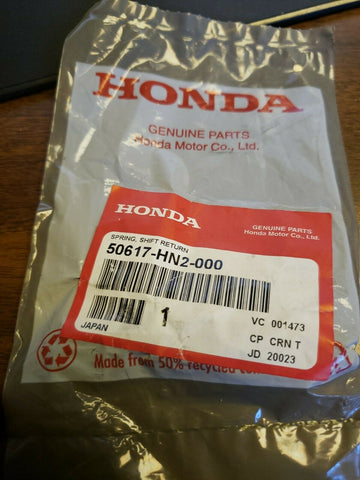 HONDA
GENUINE PARTS
Honda Motor Co., Ltd.
HONDA
GENUINE PARTS
Honda Motor Co., Ltd.
SPRING, SHIFT RETURN
50617-HN2-000
1
VC 001473
JAPAN
CP CRN T
JD 20023
Made from 50% recycled